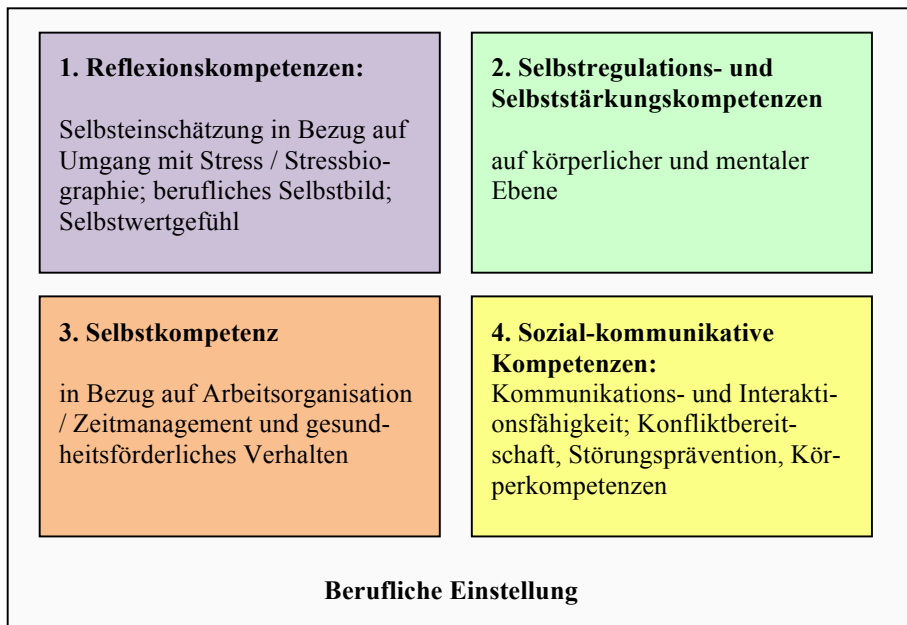 1. Reflexionskompetenzen:
Selbsteinschätzung in Bezug auf
Umgang mit Stress / Stressbio-
graphie; berufliches Selbstbild;
Selbstwertgefühl
2. Selbstregulations- und
Selbststärkungskompetenzen
auf körperlicher und mentaler
Ebene
3. Selbstkompetenz
in Bezug auf Arbeitsorganisation
/ Zeitmanagement und gesund-
heitsförderliches Verhalten
4. Sozial-kommunikative
Kompetenzen:
Kommunikations- und Interakti-
onsfähigkeit; Konfliktbereit-
schaft, Störungsprävention, Kör-
perkompetenzen
Berufliche Einstellung